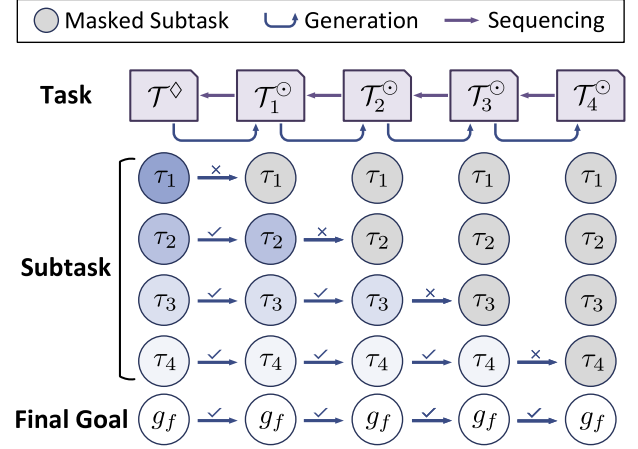 Masked Subtask Generation Sequencing
Task 𝒯◇ 𝒯₁⊙ 𝒯₂⊙ 𝒯₃⊙ 𝒯₄⊙
τ₁ × τ₁ τ₁ τ₁ τ₁
τ₂ ✓ τ₂ × τ₂ τ₂ τ₂
Subtask
τ₃ ✓ τ₃ ✓ τ₃ × τ₃ τ₃
τ₄ ✓ τ₄ ✓ τ₄ ✓ τ₄ × τ₄
Final Goal g_f ✓ g_f ✓ g_f ✓ g_f ✓ g_f